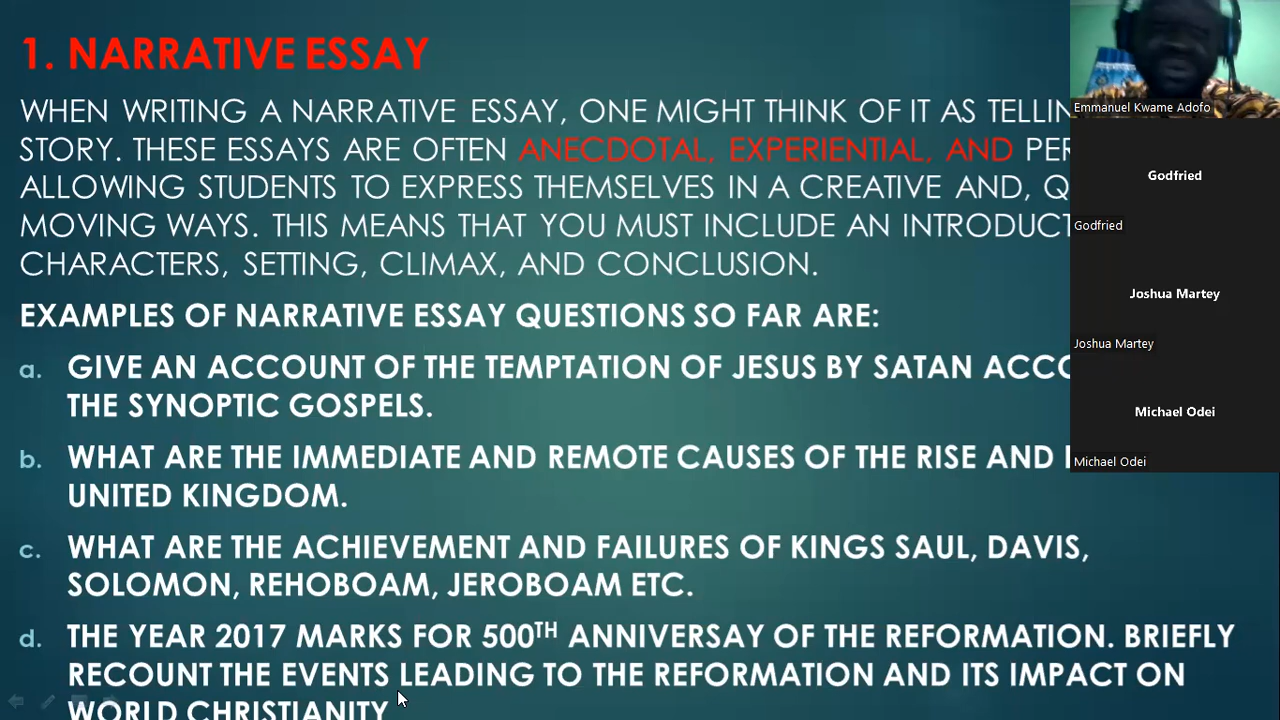 1. NARRATIVE ESSAY
WHEN WRITING A NARRATIVE ESSAY, ONE MIGHT THINK OF IT AS
STORY. THESE ESSAYS ARE OFTEN ANECDOTAL, EXPERIENTIAL, AND
ALLOWING STUDENTS TO EXPRESS THEMSELVES IN A CREATIVE AND,
MOVING WAYS. THIS MEANS THAT YOU MUST INCLUDE AN
CHARACTERS, SETTING, CLIMAX, AND CONCLUSION.
EXAMPLES OF NARRATIVE ESSAY QUESTIONS SO FAR ARE:
a. GIVE AN ACCOUNT OF THE TEMPTATION OF JESUS BY SATAN
THE SYNOPTIC GOSPELS.
b. WHAT ARE THE IMMEDIATE AND REMOTE CAUSES OF THE RISE AND
UNITED KINGDOM.
c. WHAT ARE THE ACHIEVEMENT AND FAILURES OF KINGS SAUL, DAVIS,
SOLOMON, REHOBOAM, JEROBOAM ETC.
d. THE YEAR 2017 MARKS FOR 500TH ANNIVERSAY OF THE REFORMATION. BRIEFLY
RECOUNT THE EVENTS LEADING TO THE REFORMATION AND ITS IMPACT ON
WORLD CHRISTIANITY
Emmanuel Kwame Adofo
Godfried
Godfried
Joshua Martey
Joshua Martey
Michael Odei
Michael Odei